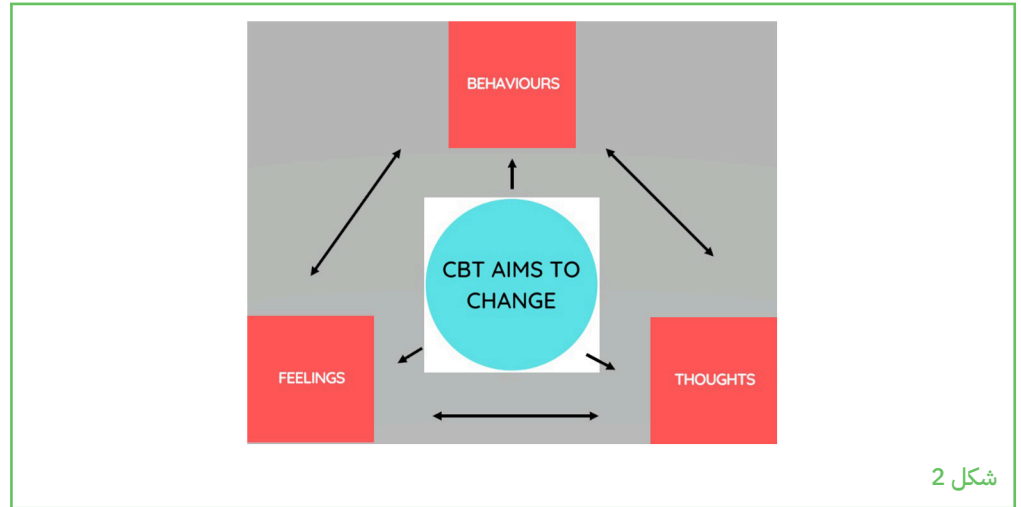 BEHAVIOURS
CBT AIMS TO
CHANGE
FEELINGS
THOUGHTS
شكل 2